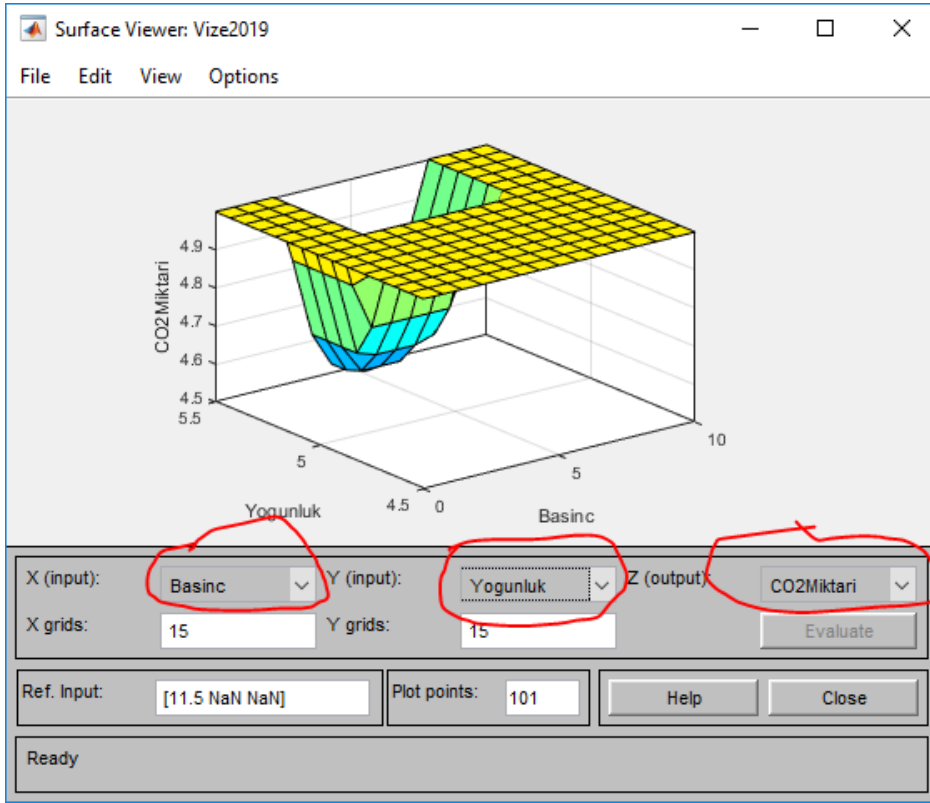 Surface Viewer: Vize2019
File Edit View Options
4.9
4.8
4.7
4.6
4.5
CO2Miktari
5.5
5
4.5
Yogunluk
0
5
10
Basinc
X (input): Basinc Y (input): Yogunluk Z (output): CO2Miktari
X grids: 15 Y grids: 15 Evaluate
Ref. Input: [11.5 NaN NaN] Plot points: 101 Help Close
Ready